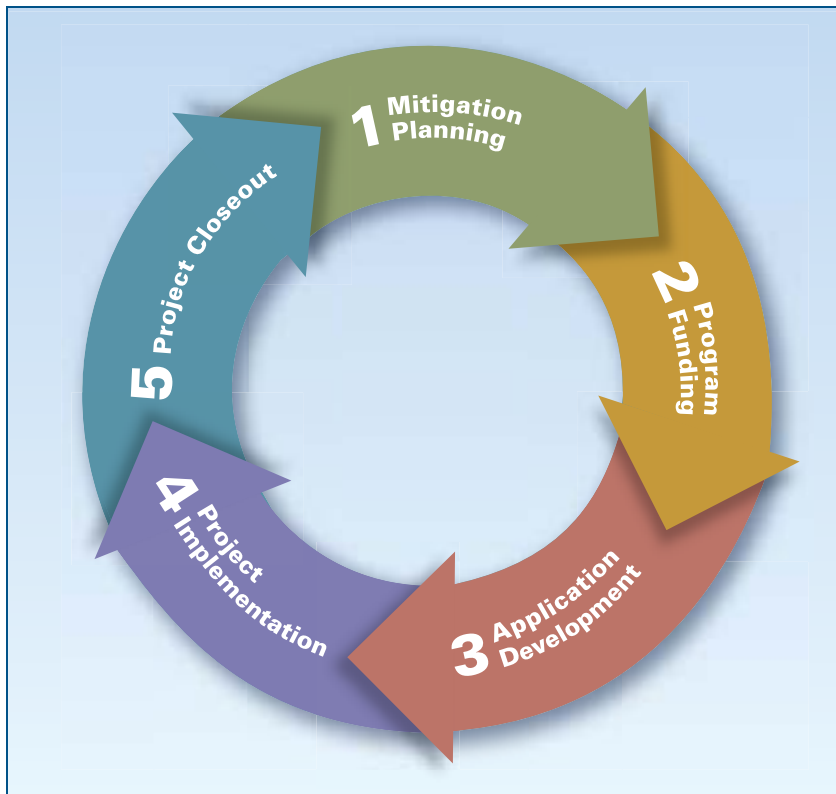 1 Mitigation
Planning
2 Program
Funding
3 Application
Development
4 Project
Implementation
5 Project Closeout